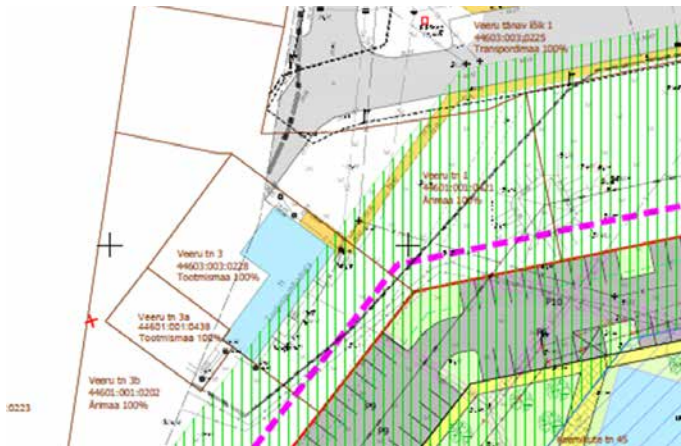 Veeru tänav lõik 1
44603:003:0225
Transpordimaa 100%
Veeru tn 1
44601:001:0421
Ärimaa 100%
Veeru tn 3
44603:003:0228
Tootmismaa 100%
Veeru tn 3a
44601:001:0438
Tootmismaa 100%
Veeru tn 3b
44601:001:0202
Ärimaa 100%
:0223
P10
P9
P9